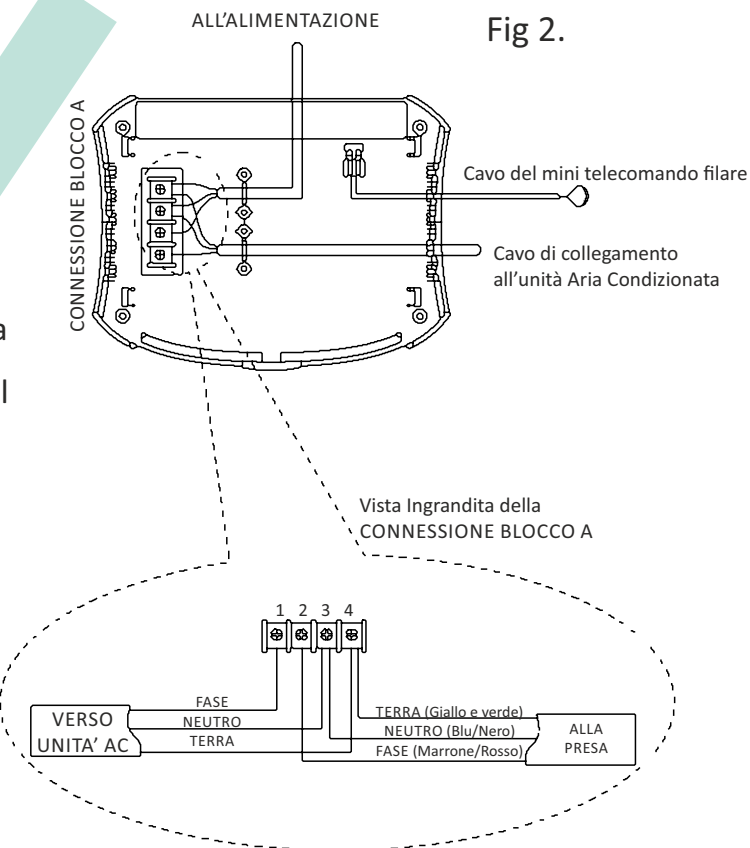 ALL'ALIMENTAZIONE
Fig 2.
CONNESSIONE BLOCCO A
Cavo del mini telecomando filare
Cavo di collegamento
all'unità Aria Condizionata
a
l
Vista Ingrandita della
CONNESSIONE BLOCCO A
1 2 3 4
FASE
NEUTRO
TERRA
VERSO
UNITA' AC
TERRA (Giallo e verde)
NEUTRO (Blu/Nero)
FASE (Marrone/Rosso)
ALLA
PRESA